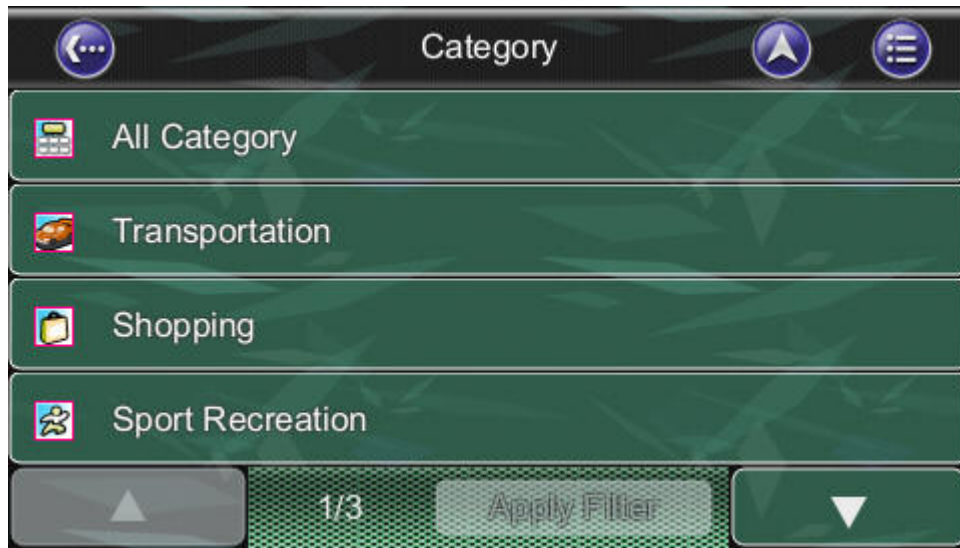 Category
All Category
Transportation
Shopping
Sport Recreation
1/3 Apply Filter